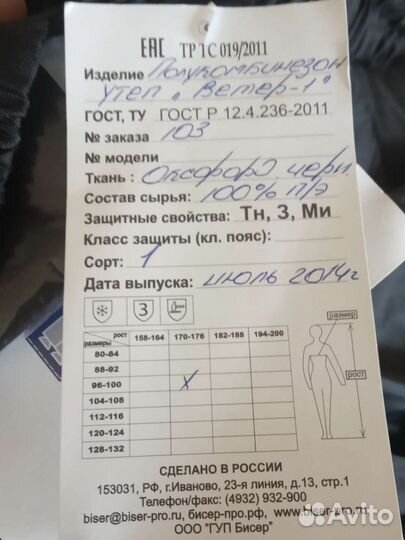 ЕАС ТР ТС 019/2011
Изделие Полукомбинезон
утеп „Ветер-1"
ГОСТ, ТУ ГОСТ Р 12.4.236-2011
№ заказа 103
№ модели
Ткань : Оксфорд черн.
Состав сырья: 100% п/э
Защитные свойства: Тн, З, Ми
Класс защиты (кл. пояс):
Сорт: 1
Дата выпуска: июль 2014г
З
рост 158-164 170-176 182-188 194-200
размеры
80-84
88-92
96-100 X
104-108
112-116
120-124
128-132
размер
рост
СДЕЛАНО В РОССИИ
153031, РФ, г.Иваново, 23-я линия, д.13, стр.1
Телефон/факс: (4932) 932-900
biser@biser-pro.ru, бисер-про.рф, www.biser-pro.ru
ООО "ГУП Бисер"
Avito